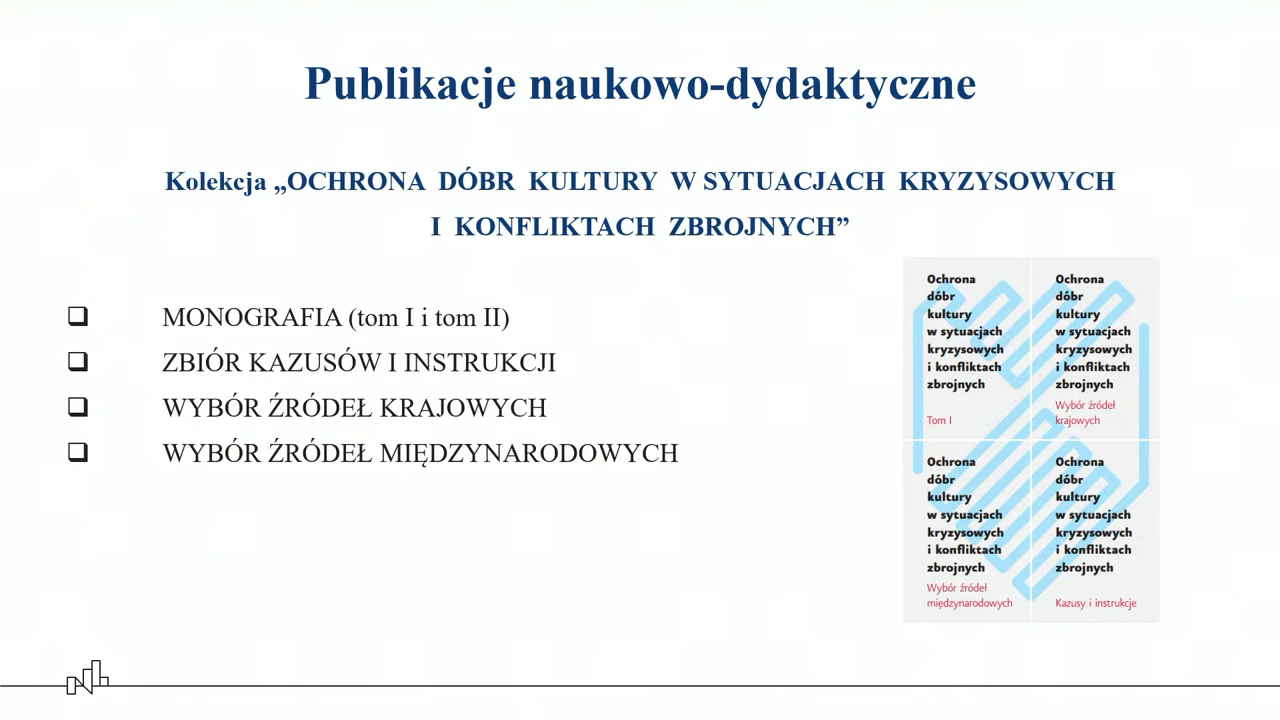 Publikacje naukowo-dydaktyczne
Kolekcja „OCHRONA DÓBR KULTURY W SYTUACJACH KRYZYSOWYCH
I KONFLIKTACH ZBROJNYCH”
MONOGRAFIA (tom I i tom II)
ZBIÓR KAZUSÓW I INSTRUKCJI
WYBÓR ŹRÓDEŁ KRAJOWYCH
WYBÓR ŹRÓDEŁ MIĘDZYNARODOWYCH
Ochrona
dóbr
kultury
w sytuacjach
kryzysowych
i konfliktach
zbrojnych
Tom I
Ochrona
dóbr
kultury
w sytuacjach
kryzysowych
i konfliktach
zbrojnych
Wybór źródeł
krajowych
Ochrona
dóbr
kultury
w sytuacjach
kryzysowych
i konfliktach
zbrojnych
Wybór źródeł
międzynarodowych
Ochrona
dóbr
kultury
w sytuacjach
kryzysowych
i konfliktach
zbrojnych
Kazusy i instrukcje